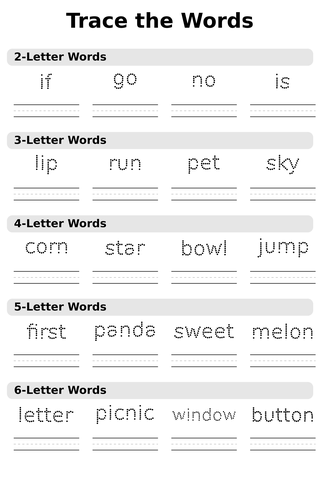 Trace the Words
2-Letter Words
if go no is
3-Letter Words
lip run pet sky
4-Letter Words
corn star bowl jump
5-Letter Words
first panda sweet melon
6-Letter Words
letter picnic window button